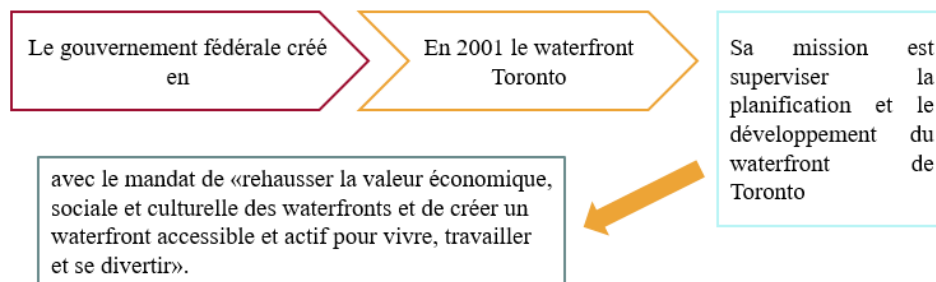 Le gouvernement fédérale créé
en
En 2001 le waterfront
Toronto
Sa mission est
superviser la
planification et le
développement du
waterfront de
Toronto
avec le mandat de «rehausser la valeur économique,
sociale et culturelle des waterfronts et de créer un
waterfront accessible et actif pour vivre, travailler
et se divertir».